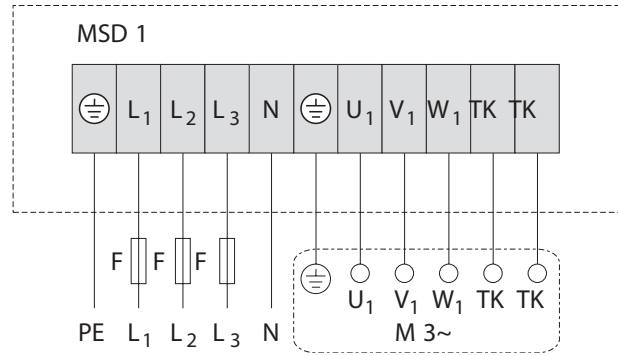 MSD 1
L1 L2 L3 N U1 V1 W1 TK TK
F F F
U1 V1 W1 TK TK
PE L1 L2 L3 N M 3~